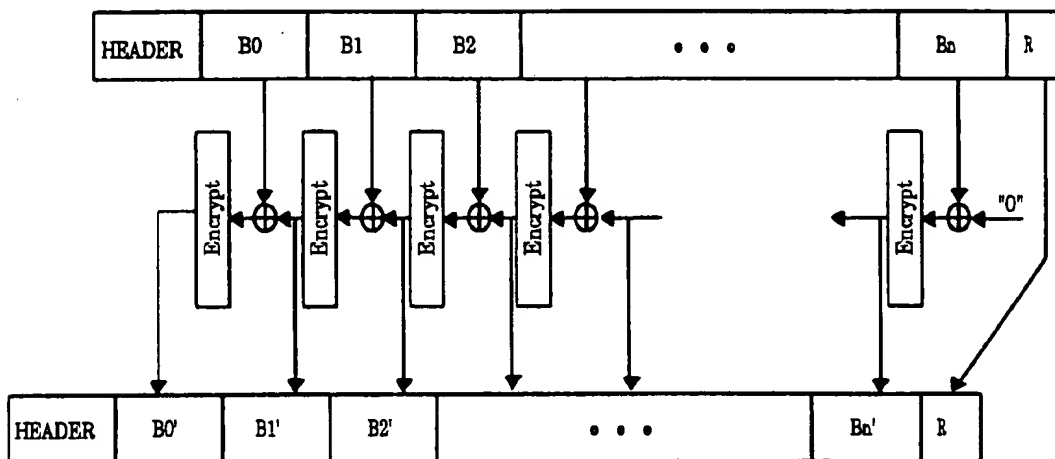 HEADER B0 B1 B2 • • • Bn R
Encrypt Encrypt Encrypt Encrypt Encrypt "0"
HEADER B0' B1' B2' • • • Bn' R